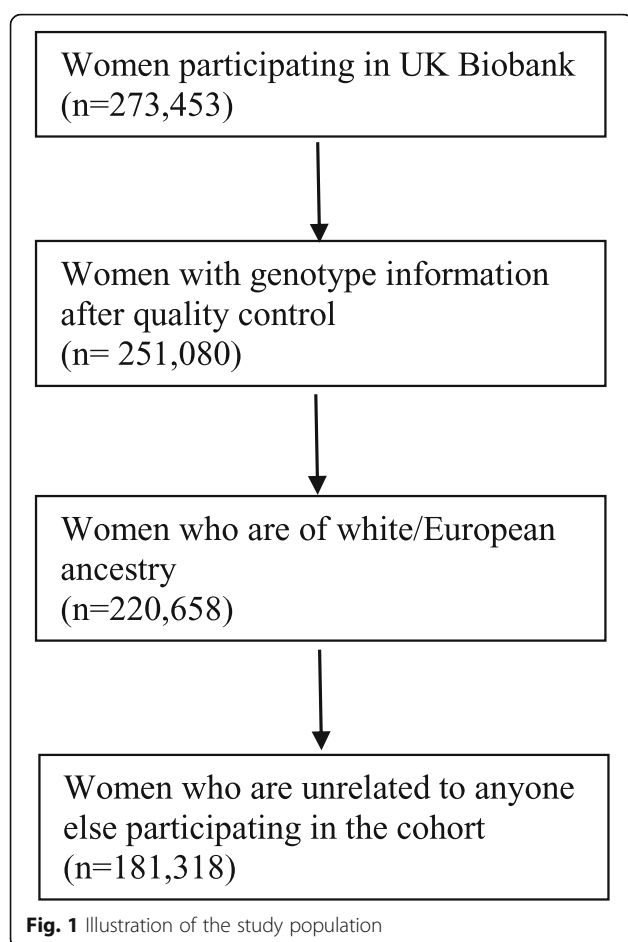 Women participating in UK Biobank
(n=273,453)
Women with genotype information
after quality control
(n= 251,080)
Women who are of white/European
ancestry
(n=220,658)
Women who are unrelated to anyone
else participating in the cohort
(n=181,318)
Fig. 1 Illustration of the study population